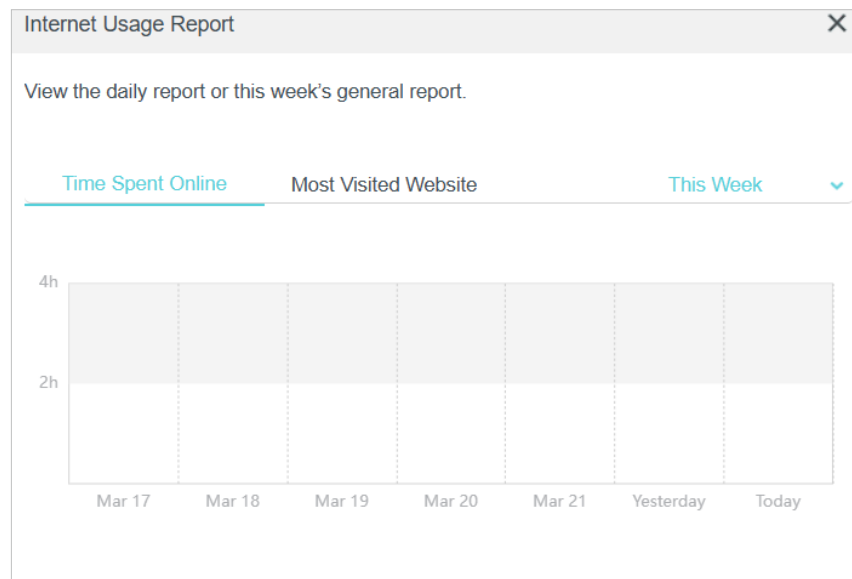 Internet Usage Report
View the daily report or this week’s general report.
Time Spent Online Most Visited Website This Week
4h
2h
Mar 17 Mar 18 Mar 19 Mar 20 Mar 21 Yesterday Today